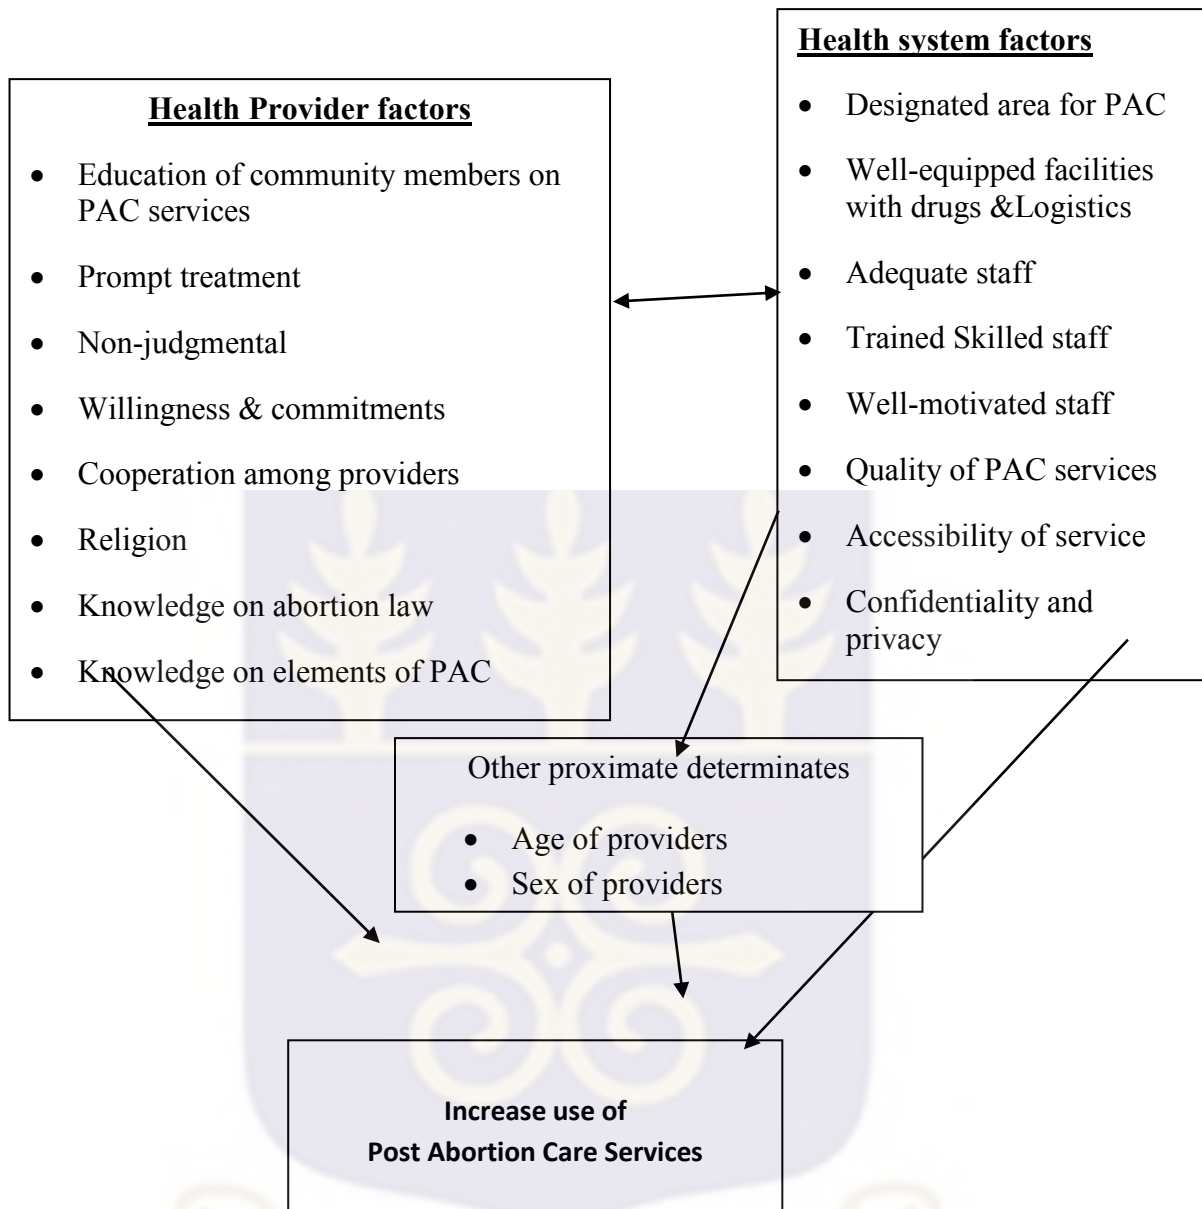 Health Provider factors
• Education of community members on
PAC services
• Prompt treatment
• Non-judgmental
• Willingness & commitments
• Cooperation among providers
• Religion
• Knowledge on abortion law
• Knowledge on elements of PAC
Health system factors
• Designated area for PAC
• Well-equipped facilities
with drugs &Logistics
• Adequate staff
• Trained Skilled staff
• Well-motivated staff
• Quality of PAC services
• Accessibility of service
• Confidentiality and
privacy
Other proximate determinates
• Age of providers
• Sex of providers
Increase use of
Post Abortion Care Services